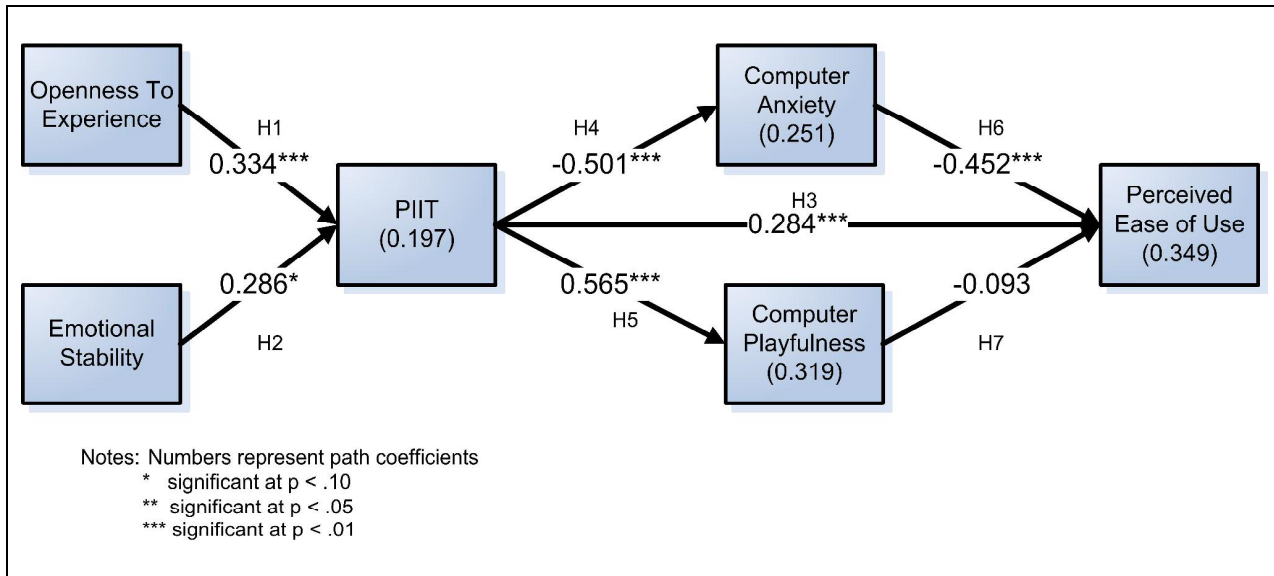 Openness To
Experience
H1
0.334***
PIIT
(0.197)
Emotional
Stability
0.286*
H2
H4
-0.501***
Computer
Anxiety
(0.251)
H6
-0.452***
H3
0.284***
Perceived
Ease of Use
(0.349)
0.565***
H5
Computer
Playfulness
(0.319)
-0.093
H7
Notes: Numbers represent path coefficients
* significant at p < .10
** significant at p < .05
*** significant at p < .01